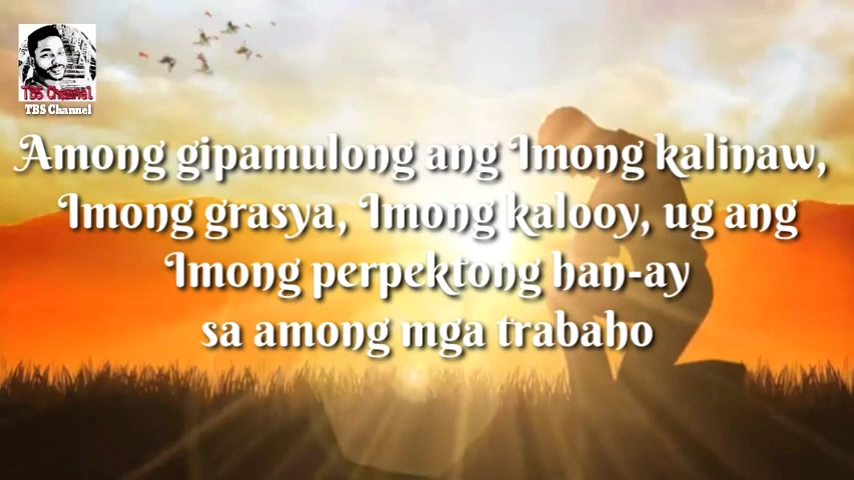 TBS Channel
TBS Channel
Among gipamulong ang Imong kalinaw,
Imong grasya, Imong kalooy, ug ang
Imong perpektong han-ay
sa among mga trabaho